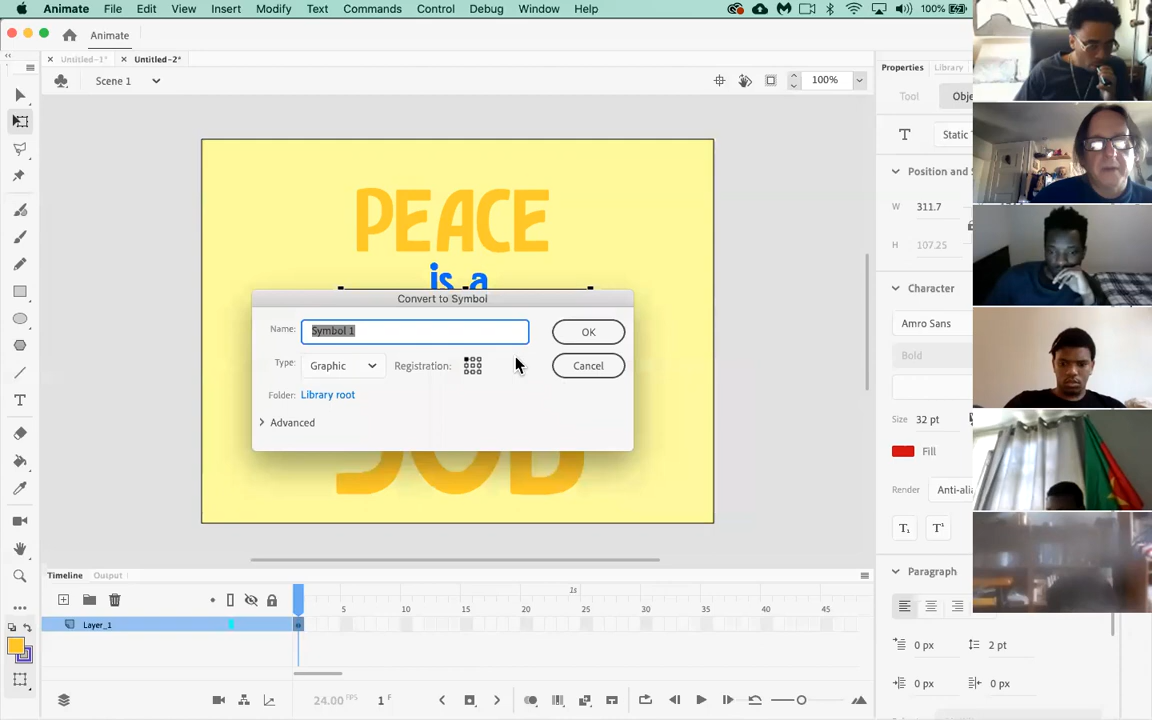 Animate File Edit View Insert Modify Text Commands Control Debug Window Help 100%
Animate
Untitled-1* Untitled-2*
Scene 1 100%
Properties Library
Tool
Static
Position and
W 311.7
H 107.25
Character
Amro Sans
Bold
Size 32 pt
Fill
Render
T₁ T¹
Paragraph
0 px 2 pt
0 px 0 px
PEACE
is a
JOB
Convert to Symbol
Name: Symbol 1 OK
Type: Graphic Registration: Cancel
Folder: Library root
Advanced
Timeline Output
1s
5 10 15 20 25 30 35 40 45
Layer_1
24.00 FPS 1 F